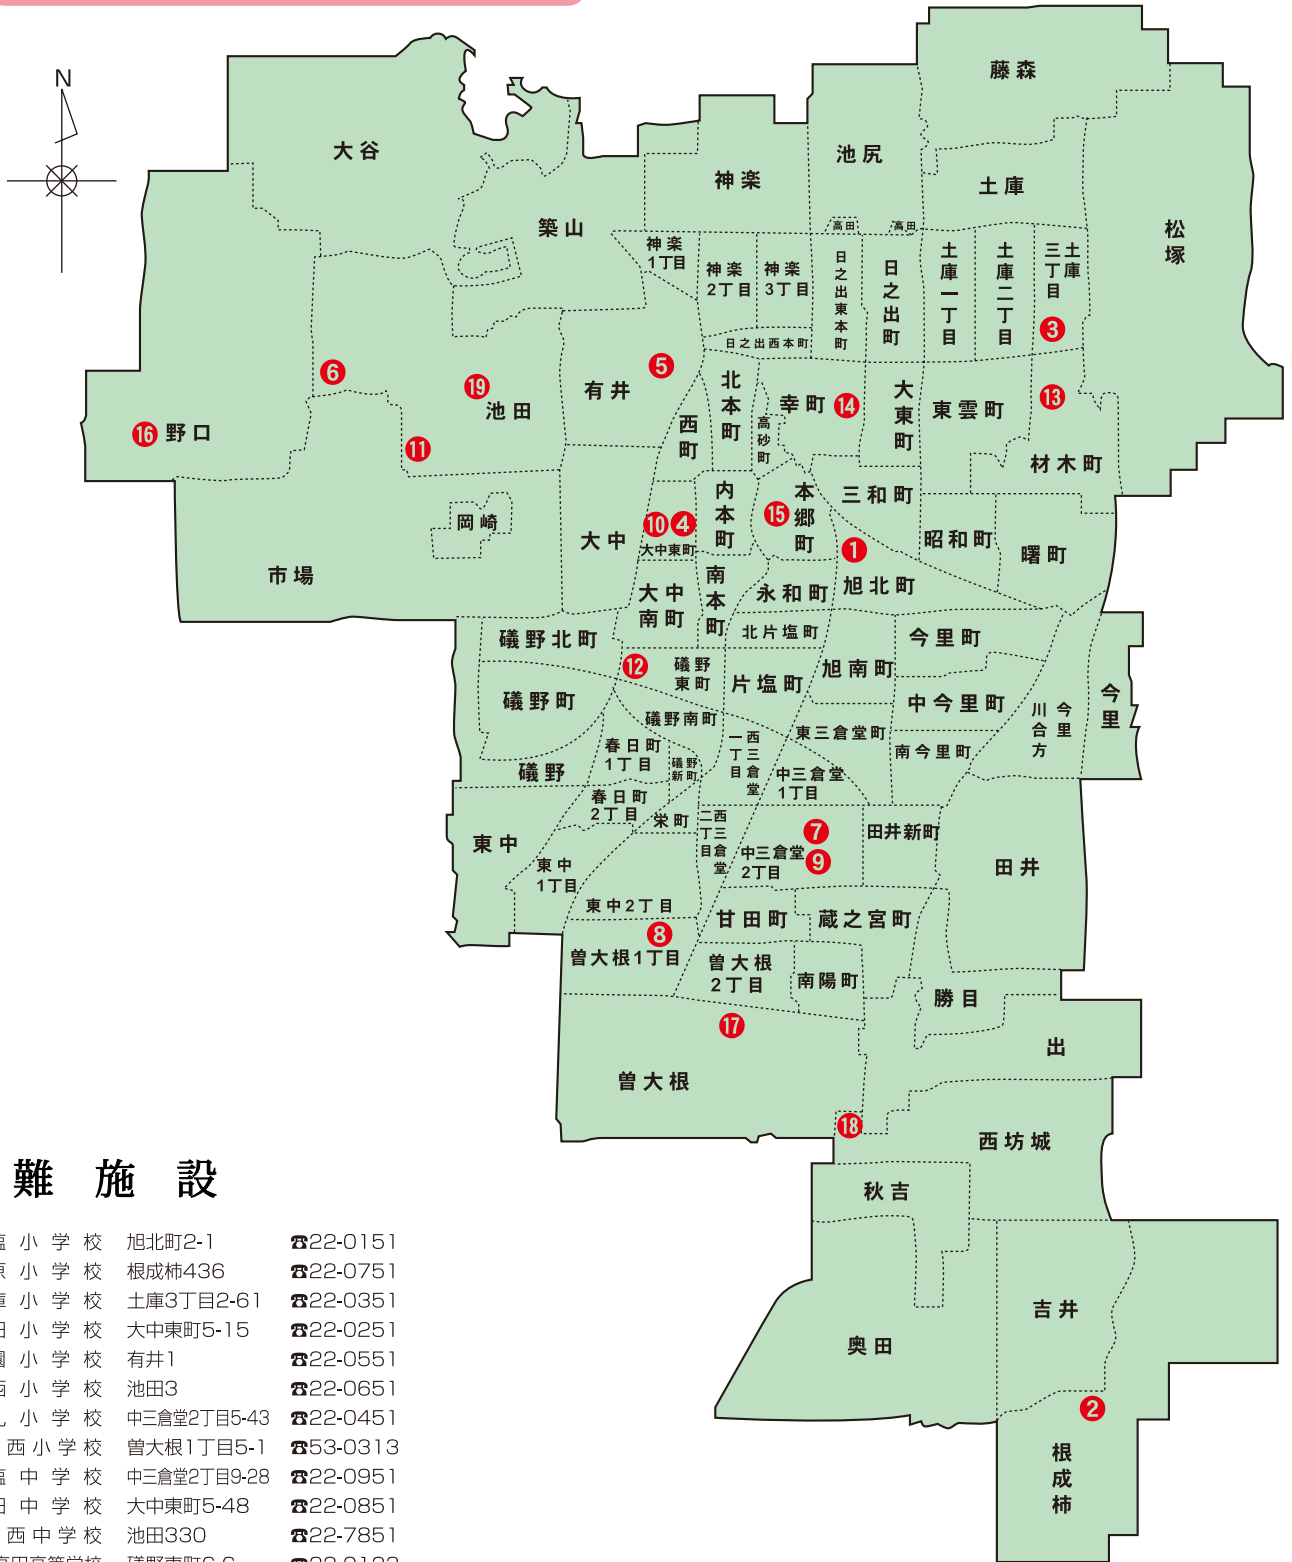 N
藤森
大谷
池尻
神楽
土庫
築山
松塚
高田
高田
神楽
1丁目
神楽
2丁目
神楽
3丁目
日之出東本町
日之出町
土庫一丁目
土庫二丁目
土庫三丁目
3
日之出西本町
5
6
19
池田
有井
北本町
幸町
14
大東町
東雲町
13
16
野口
11
西町
高砂町
材木町
岡崎
内本町
15
本郷町
三和町
大中
10
4
大中東町
1
昭和町
曙町
市場
大中
南町
南本町
永和町
旭北町
礒野北町
北片塩町
今里町
12
礒野
東町
片塩町
旭南町
礒野町
中今里町
今里
今里川合方
礒野南町
東三倉堂町
南今里町
春日町
1丁目
礒野
新町
西三倉堂一丁目
中三倉堂
1丁目
礒野
春日町
2丁目
栄町
西三倉堂二丁目
7
田井新町
東中
中三倉堂
2丁目
9
田井
東中
1丁目
東中2丁目
甘田町
蔵之宮町
8
曽大根1丁目
曽大根
2丁目
南陽町
勝目
17
出
曽大根
18
西坊城
秋吉
吉井
奥田
2
根成柿
難施設
小学校 旭北町2-1 ☎22-0151
小学校 根成柿436 ☎22-0751
小学校 土庫3丁目2-61 ☎22-0351
小学校 大中東町5-15 ☎22-0251
小学校 有井1 ☎22-0551
小学校 池田3 ☎22-0651
小学校 中三倉堂2丁目5-43 ☎22-0451
西小学校 曽大根1丁目5-1 ☎53-0313
中学校 中三倉堂2丁目9-28 ☎22-0951
中学校 大中東町5-48 ☎22-0851
西中学校 池田330 ☎22-7851